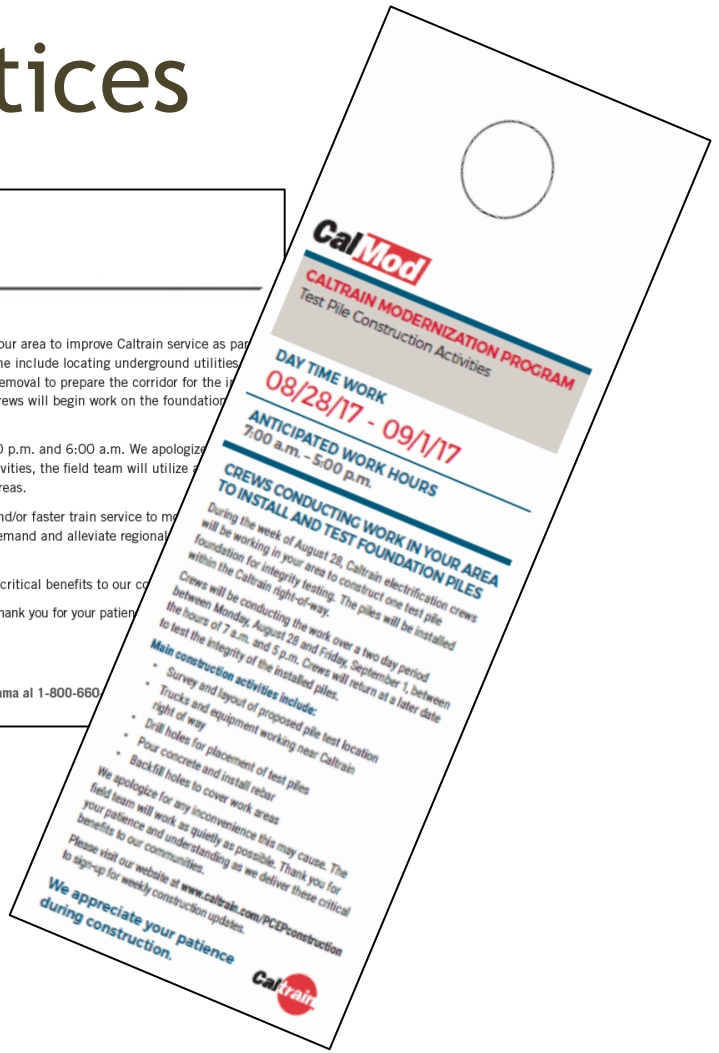 tices
our area to improve Caltrain service as par
ne include locating underground utilities
emoval to prepare the corridor for the i
rews will begin work on the foundation
0 p.m. and 6:00 a.m. We apologize
vities, the field team will utilize a
reas.
nd/or faster train service to mo
emand and alleviate regional
critical benefits to our co
hank you for your patien
ma al 1-800-660-
CalMod
CALTRAIN MODERNIZATION PROGRAM
Test Pile Construction Activities
DAY TIME WORK
08/28/17 - 09/1/17
ANTICIPATED WORK HOURS
7:00 a.m. – 5:00 p.m.
CREWS CONDUCTING WORK IN YOUR AREA
TO INSTALL AND TEST FOUNDATION PILES
During the week of August 28, Caltrain electrification crews
will be working in your area to construct one test pile
foundation for integrity testing. The piles will be installed
within the Caltrain right-of-way.
Crews will be conducting the work over a two day period
between Monday, August 28 and Friday, September 1, between
the hours of 7 a.m. and 5 p.m. Crews will return at a later date
to test the integrity of the installed piles.
Main construction activities include:
• Survey and layout of proposed pile test location
• Trucks and equipment working near Caltrain
right of way
• Drill holes for placement of test piles
• Pour concrete and install rebar
• Backfill holes to cover work areas
We apologize for any inconvenience this may cause. The
field team will work as quietly as possible. Thank you for
your patience and understanding as we deliver these critical
benefits to our communities.
Please visit our website at www.caltrain.com/PCEPconstruction
to sign-up for weekly construction updates.
We appreciate your patience
during construction.
Caltrain